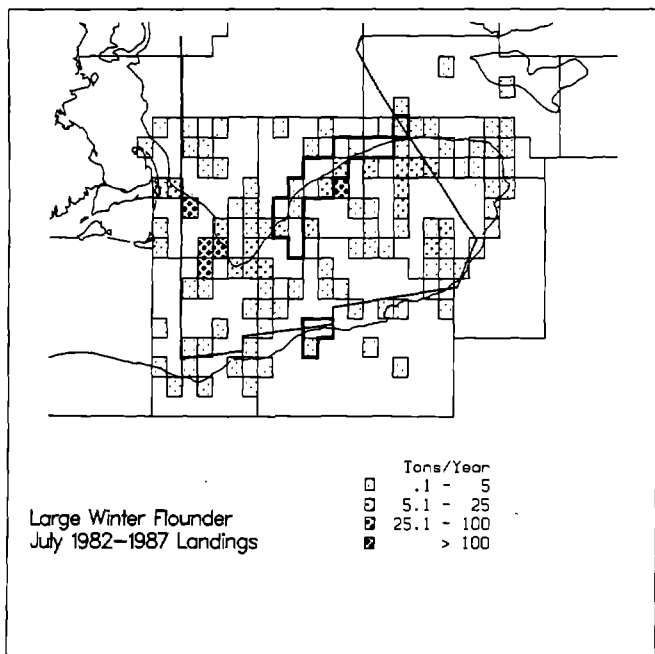 Tons/Year
.1 - 5
5.1 - 25
25.1 - 100
> 100
Large Winter Flounder
July 1982-1987 Landings